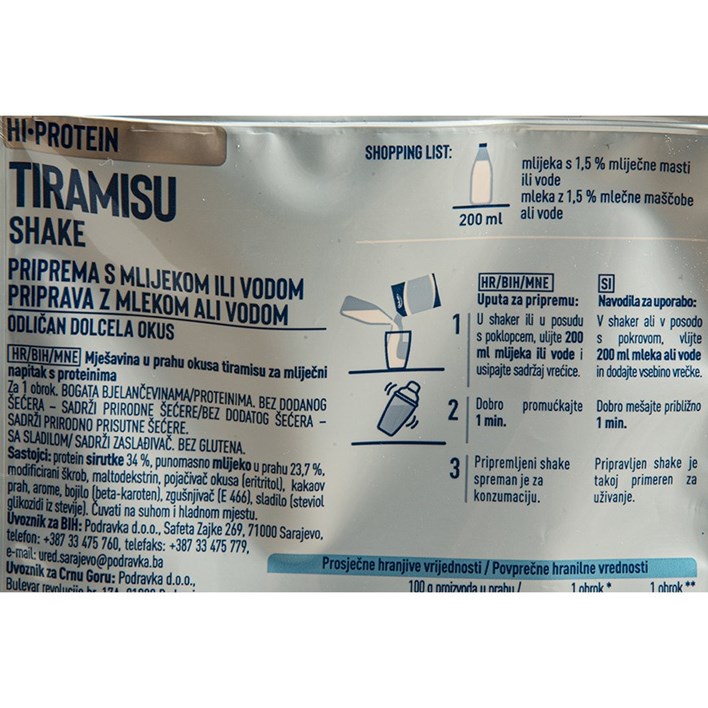 HI•PROTEIN
TIRAMISU
SHAKE
PRIPREMA S MLIJEKOM ILI VODOM
PRIPRAVA Z MLEKOM ALI VODOM
ODLIČAN DOLCELA OKUS
HR/BIH/MNE Mješavina u prahu okusa tiramisu za mliječni
napitak s proteinima
Za 1 obrok. BOGATA BJELANČEVINAMA/PROTEINIMA. BEZ DODANOG
ŠEĆERA – SADRŽI PRIRODNE ŠEĆERE/BEZ DODATOG ŠEĆERA –
SADRŽI PRIRODNO PRISUTNE ŠEĆERE.
SA SLADILOM/ SADRŽI ZASLAĐIVAČ. BEZ GLUTENA.
Sastojci: protein sirutke 34 %, punomasno mlijeko u prahu 23,7 %,
modificirani škrob, maltodekstrin, pojačivač okusa (eritritol), kakaov
prah, arome, bojilo (beta-karoten), zgušnjivač (E 466), sladilo (steviol
glikozidi iz stevije). Čuvati na suhom i hladnom mjestu.
Uvoznik za BIH: Podravka d.o.o., Safeta Zajke 269, 71000 Sarajevo,
telefon: +387 33 475 760, telefaks: +387 33 475 779,
e-mail: ured.sarajevo@podravka.ba
Uvoznik za Crnu Goru: Podravka d.o.o.,
Bulevar revolucije br. 17A, 81000
SHOPPING LIST:
200 ml
mlijeka s 1,5 % mliječne masti
ili vode
mleka z 1,5 % mlečne maščobe
ali vode
HR/BIH/MNE
Uputa za pripremu:
1
U shaker ili u posudu
s poklopcem, ulijte 200
ml mlijeka ili vode i
usipajte sadržaj vrećice.
2
Dobro promućkajte
1 min.
3
Pripremljeni shake
spreman je za
konzumaciju.
SI
Navodila za uporabo:
V shaker ali v posodo
s pokrovom, vlijte
200 ml mleka ali vode
in dodajte vsebino vrečke.
Dobro mešajte približno
1 min.
Pripravljen shake je
takoj primeren za
uživanje.
Prosječne hranjive vrijednosti / Povprečne hranilne vrednosti
100 g proizvoda u prahu / 1 obrok * 1 obrok **